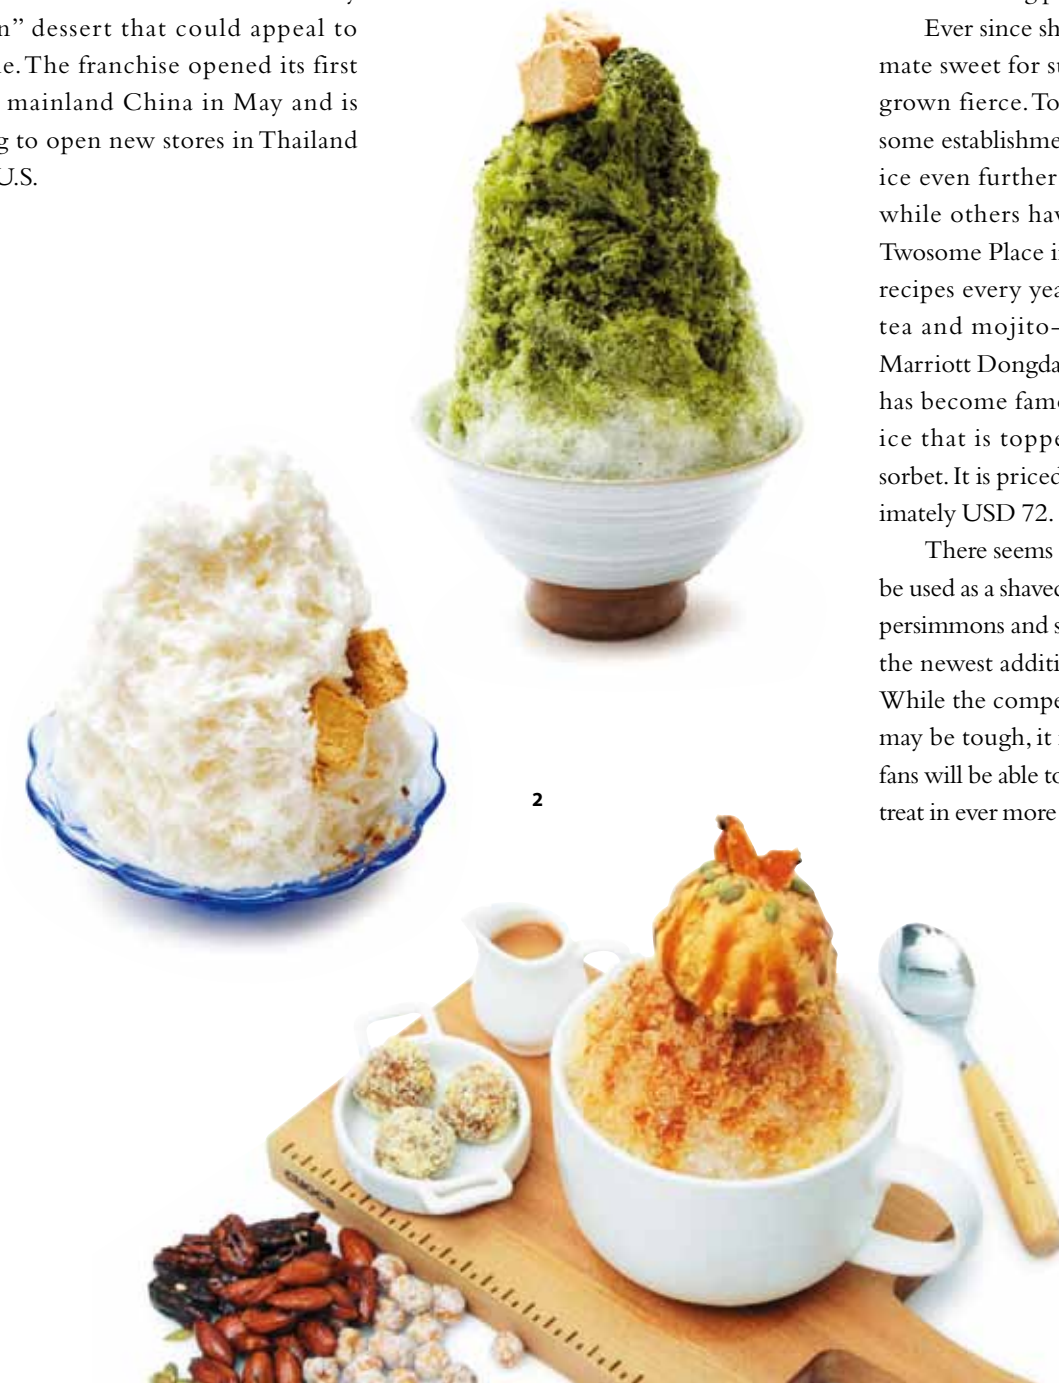 n” dessert that could appeal to
e. The franchise opened its first
mainland China in May and is
g to open new stores in Thailand
U.S.
2
Ever since sh
mate sweet for su
grown fierce. To
some establishme
ice even further
while others hav
Twosome Place i
recipes every yea
tea and mojito-
Marriott Dongda
has become famo
ice that is toppe
sorbet. It is priced
imately USD 72.
There seems
be used as a shaved
persimmons and s
the newest additi
While the compe
may be tough, it i
fans will be able to
treat in ever more
cuoca